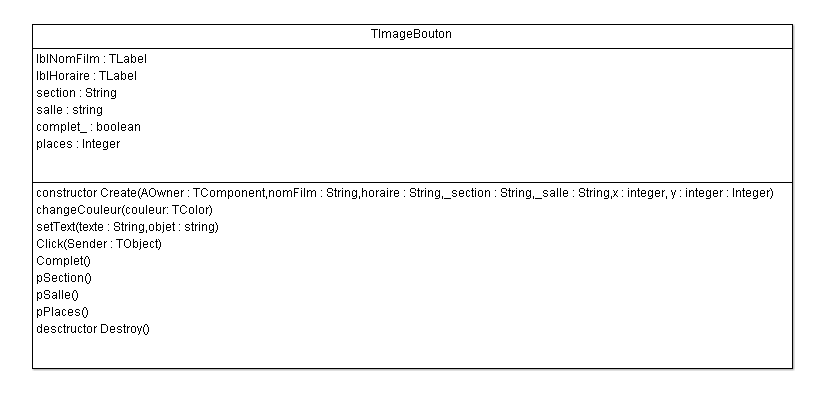 TImageBouton
lblNomFilm : TLabel
lblHoraire : TLabel
section : String
salle : string
complet_ : boolean
places : Integer
constructor Create(AOwner : TComponent,nomFilm : String,horaire : String,_section : String,_salle : String,x : integer, y : integer : Integer)
changeCouleur(couleur: TColor)
setText(texte : String,objet : string)
Click(Sender : TObject)
Complet()
pSection()
pSalle()
pPlaces()
desctructor Destroy()